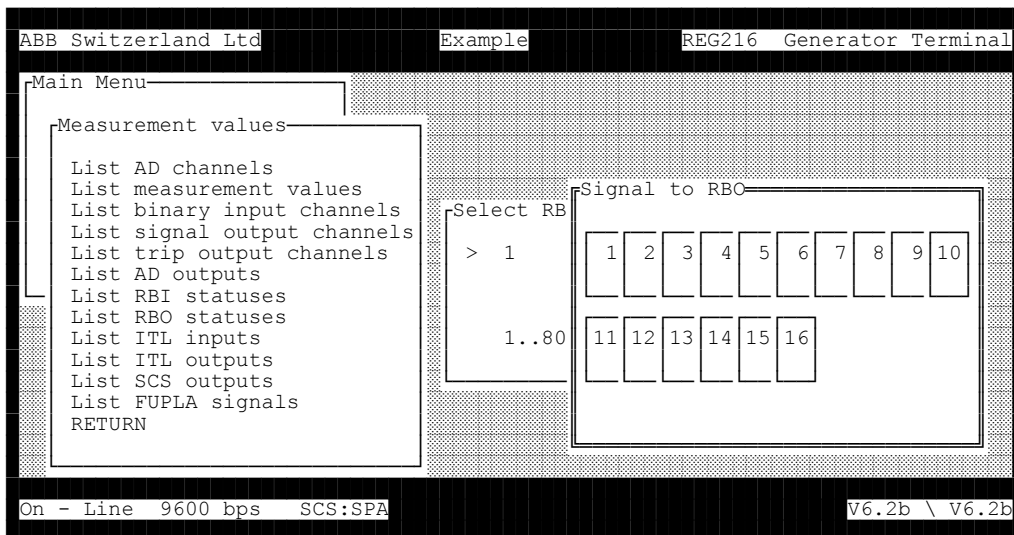 ABB Switzerland Ltd Example REG216 Generator Terminal
Main Menu
Measurement values
List AD channels
List measurement values
List binary input channels
List signal output channels
List trip output channels
List AD outputs
List RBI statuses
List RBO statuses
List ITL inputs
List ITL outputs
List SCS outputs
List FUPLA signals
RETURN
Select RB
> 1
1..80
Signal to RBO
1 2 3 4 5 6 7 8 9 10
11 12 13 14 15 16
On - Line 9600 bps SCS:SPA V6.2b \ V6.2b